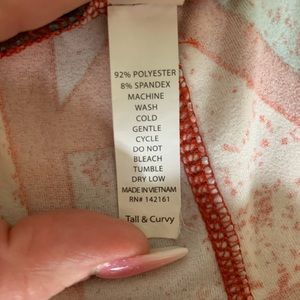 92% POLYESTER
8% SPANDEX
MACHINE
WASH
COLD
GENTLE
CYCLE
DO NOT
BLEACH
TUMBLE
DRY LOW
MADE IN VIETNAM
RN# 142161
Tall & Curvy